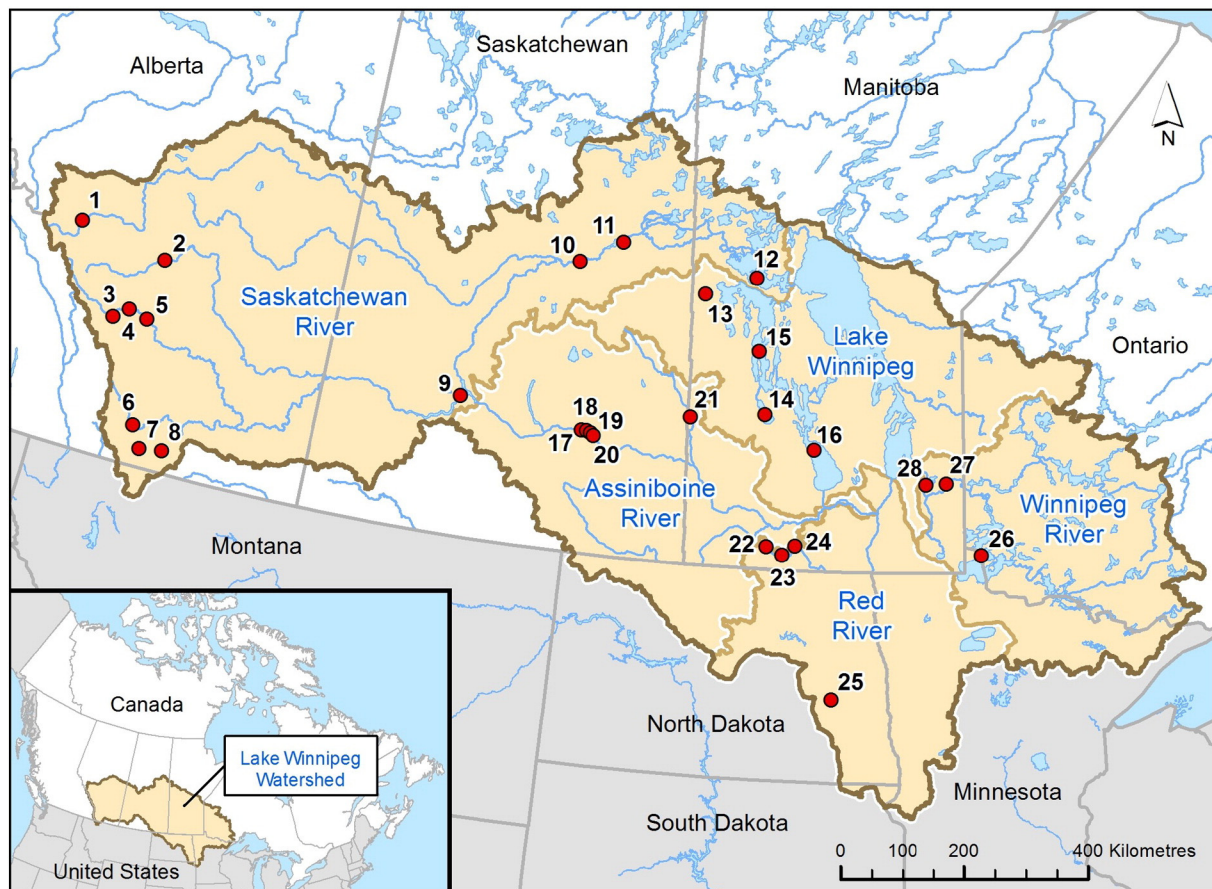 Saskatchewan
Alberta
Manitoba
N
1
2
11
10
12
3
5
4
13
Saskatchewan
River
15
Lake
Winnipeg
Ontario
9
6
7
8
18
19
17
20
21
14
16
28
27
Assiniboine
River
Winnipeg
River
26
22
24
23
Montana
Red
River
25
North Dakota
Minnesota
South Dakota
0 100 200 400 Kilometres
Canada
Lake Winnipeg
Watershed
United States